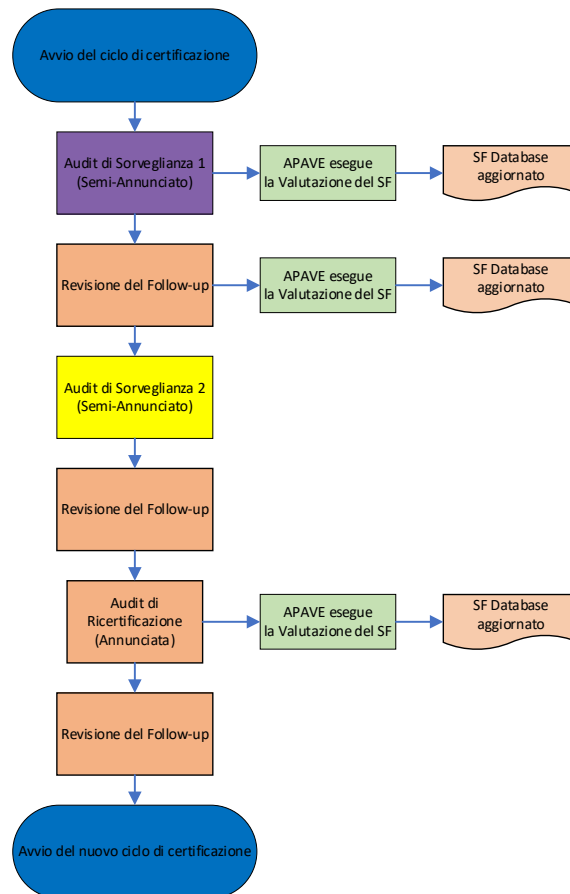 Avvio del ciclo di certificazione
Audit di Sorveglianza 1
(Semi-Annunciato)
APAVE esegue
la Valutazione del SF
SF Database
aggiornato
Revisione del Follow-up
APAVE esegue
la Valutazione del SF
SF Database
aggiornato
Audit di Sorveglianza 2
(Semi-Annunciato)
Revisione del Follow-up
Audit di
Ricertificazione
(Annunciata)
APAVE esegue
la Valutazione del SF
SF Database
aggiornato
Revisione del Follow-up
Avvio del nuovo ciclo di certificazione